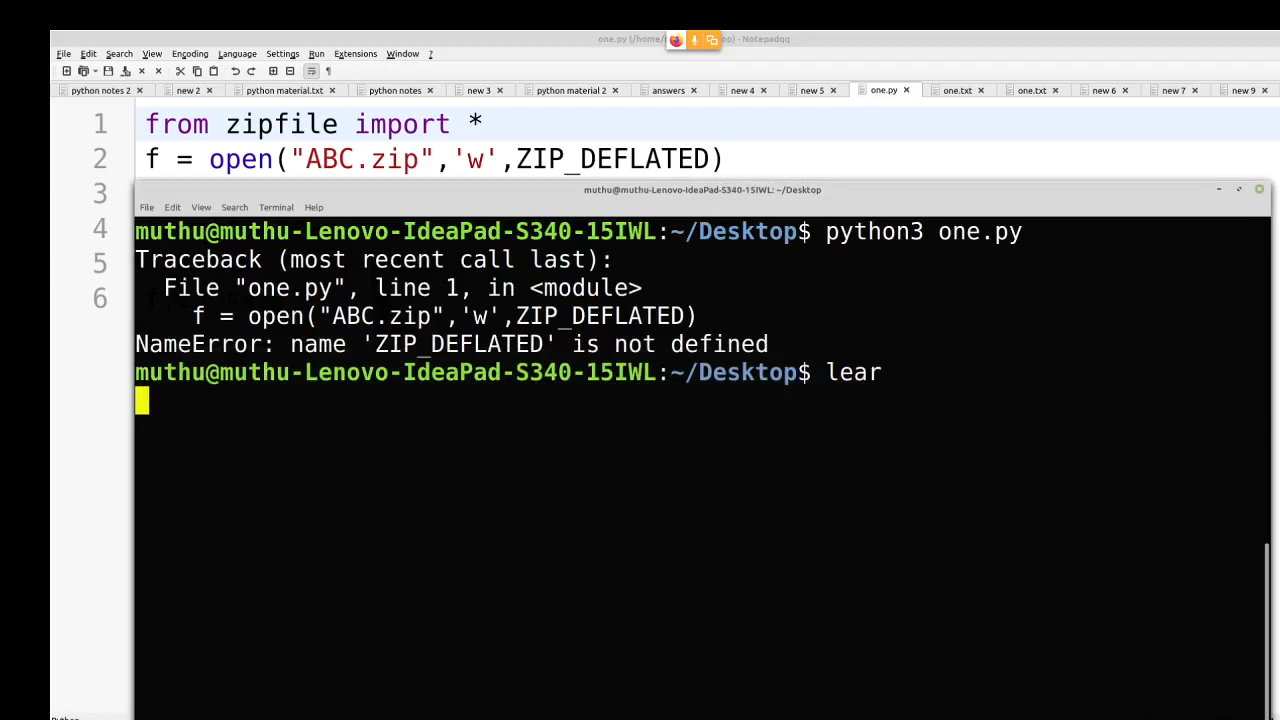 one.py (/home/ op) - Notepadqq
File Edit Search View Encoding Language Settings Run Extensions Window ?
python notes 2 new 2 python material.txt python notes new 3 python material 2 answers new 4 new 5 one.py one.txt one.txt new 6 new 7 new 9
1 from zipfile import *
2 f = open("ABC.zip",'w',ZIP_DEFLATED)
3
muthu@muthu-Lenovo-IdeaPad-S340-15IWL: ~/Desktop
File Edit View Search Terminal Help
4
muthu@muthu-Lenovo-IdeaPad-S340-15IWL:~/Desktop$ python3 one.py
Traceback (most recent call last):
5
File "one.py", line 1, in <module>
6
f = open("ABC.zip",'w',ZIP_DEFLATED)
NameError: name 'ZIP_DEFLATED' is not defined
muthu@muthu-Lenovo-IdeaPad-S340-15IWL:~/Desktop$ lear